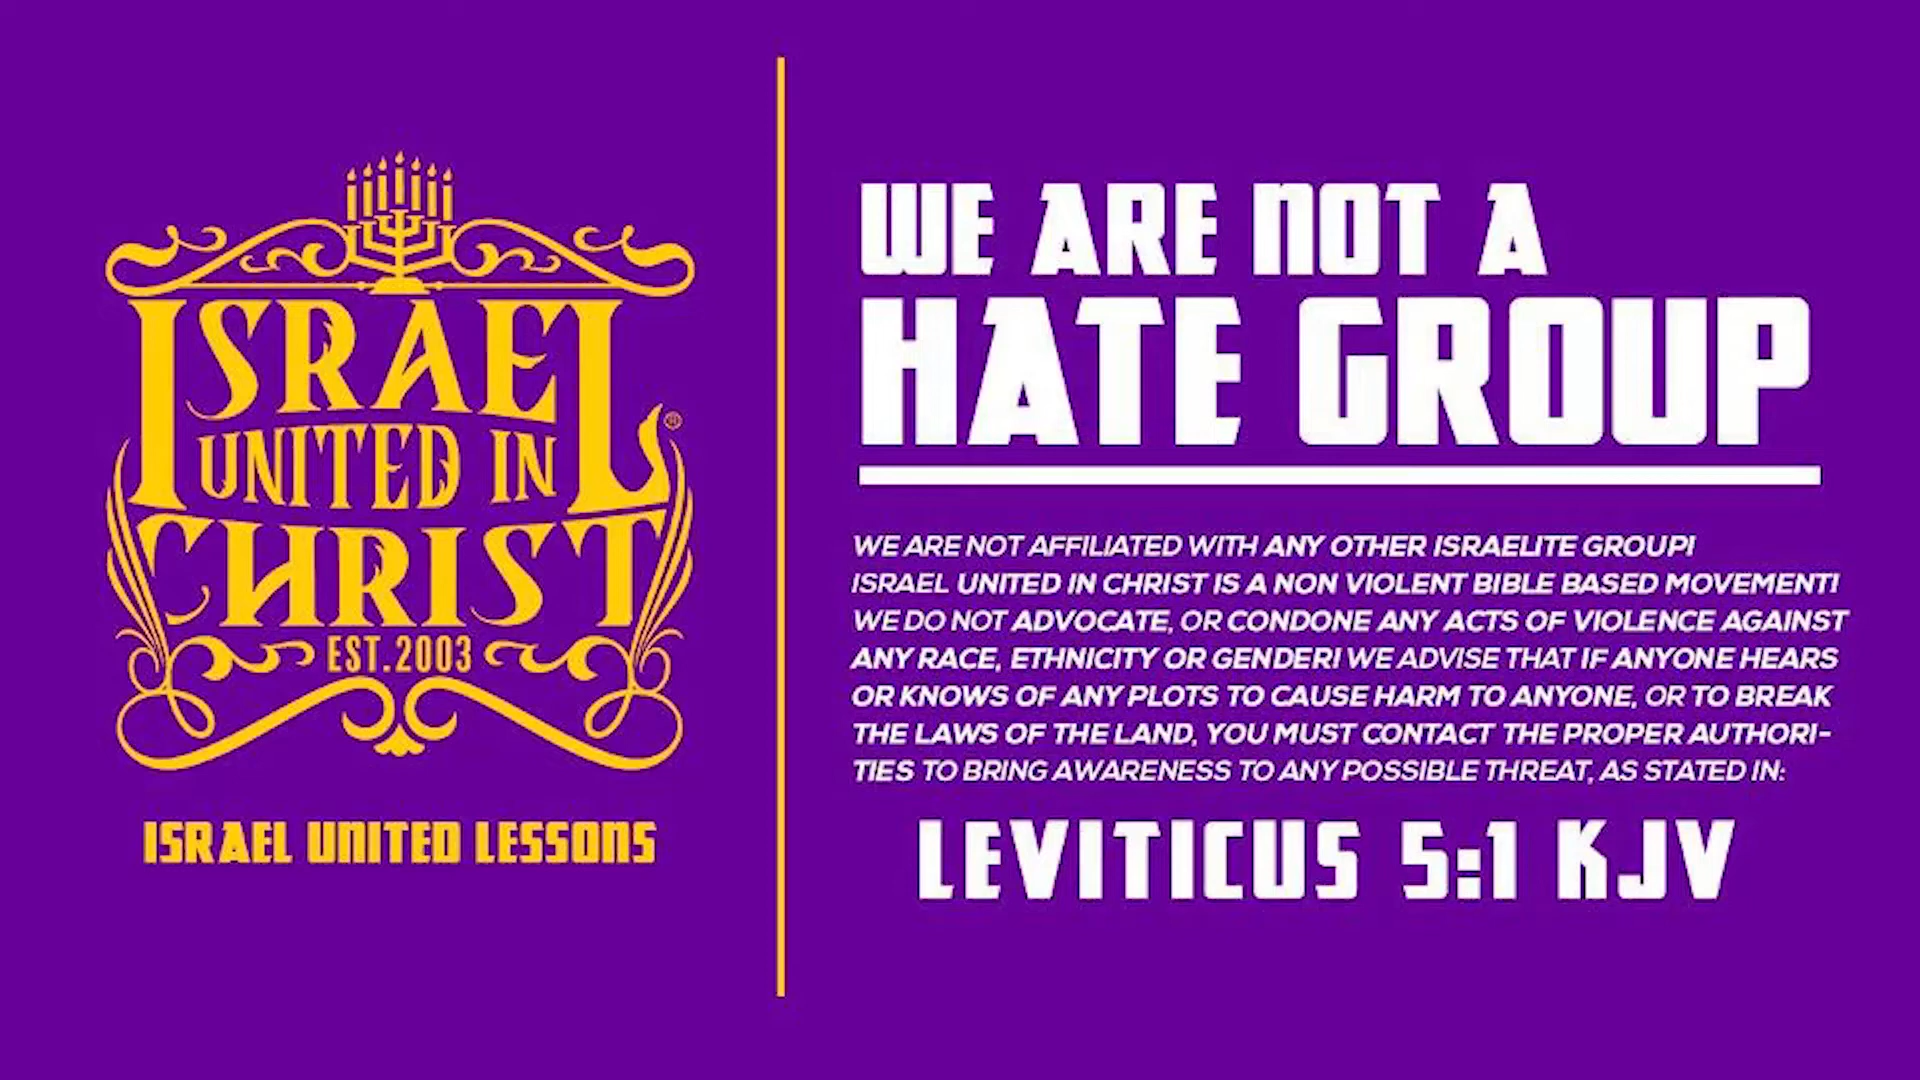 ISRAEL
UNITED IN
CHRIST
®
EST.2003
ISRAEL UNITED LESSONS
WE ARE NOT A
HATE GROUP
WE ARE NOT AFFILIATED WITH ANY OTHER ISRAELITE GROUP!
ISRAEL UNITED IN CHRIST IS A NON VIOLENT BIBLE BASED MOVEMENT!
WE DO NOT ADVOCATE, OR CONDONE ANY ACTS OF VIOLENCE AGAINST
ANY RACE, ETHNICITY OR GENDER! WE ADVISE THAT IF ANYONE HEARS
OR KNOWS OF ANY PLOTS TO CAUSE HARM TO ANYONE, OR TO BREAK
THE LAWS OF THE LAND, YOU MUST CONTACT THE PROPER AUTHORI-
TIES TO BRING AWARENESS TO ANY POSSIBLE THREAT, AS STATED IN:
LEVITICUS 5:1 KJV